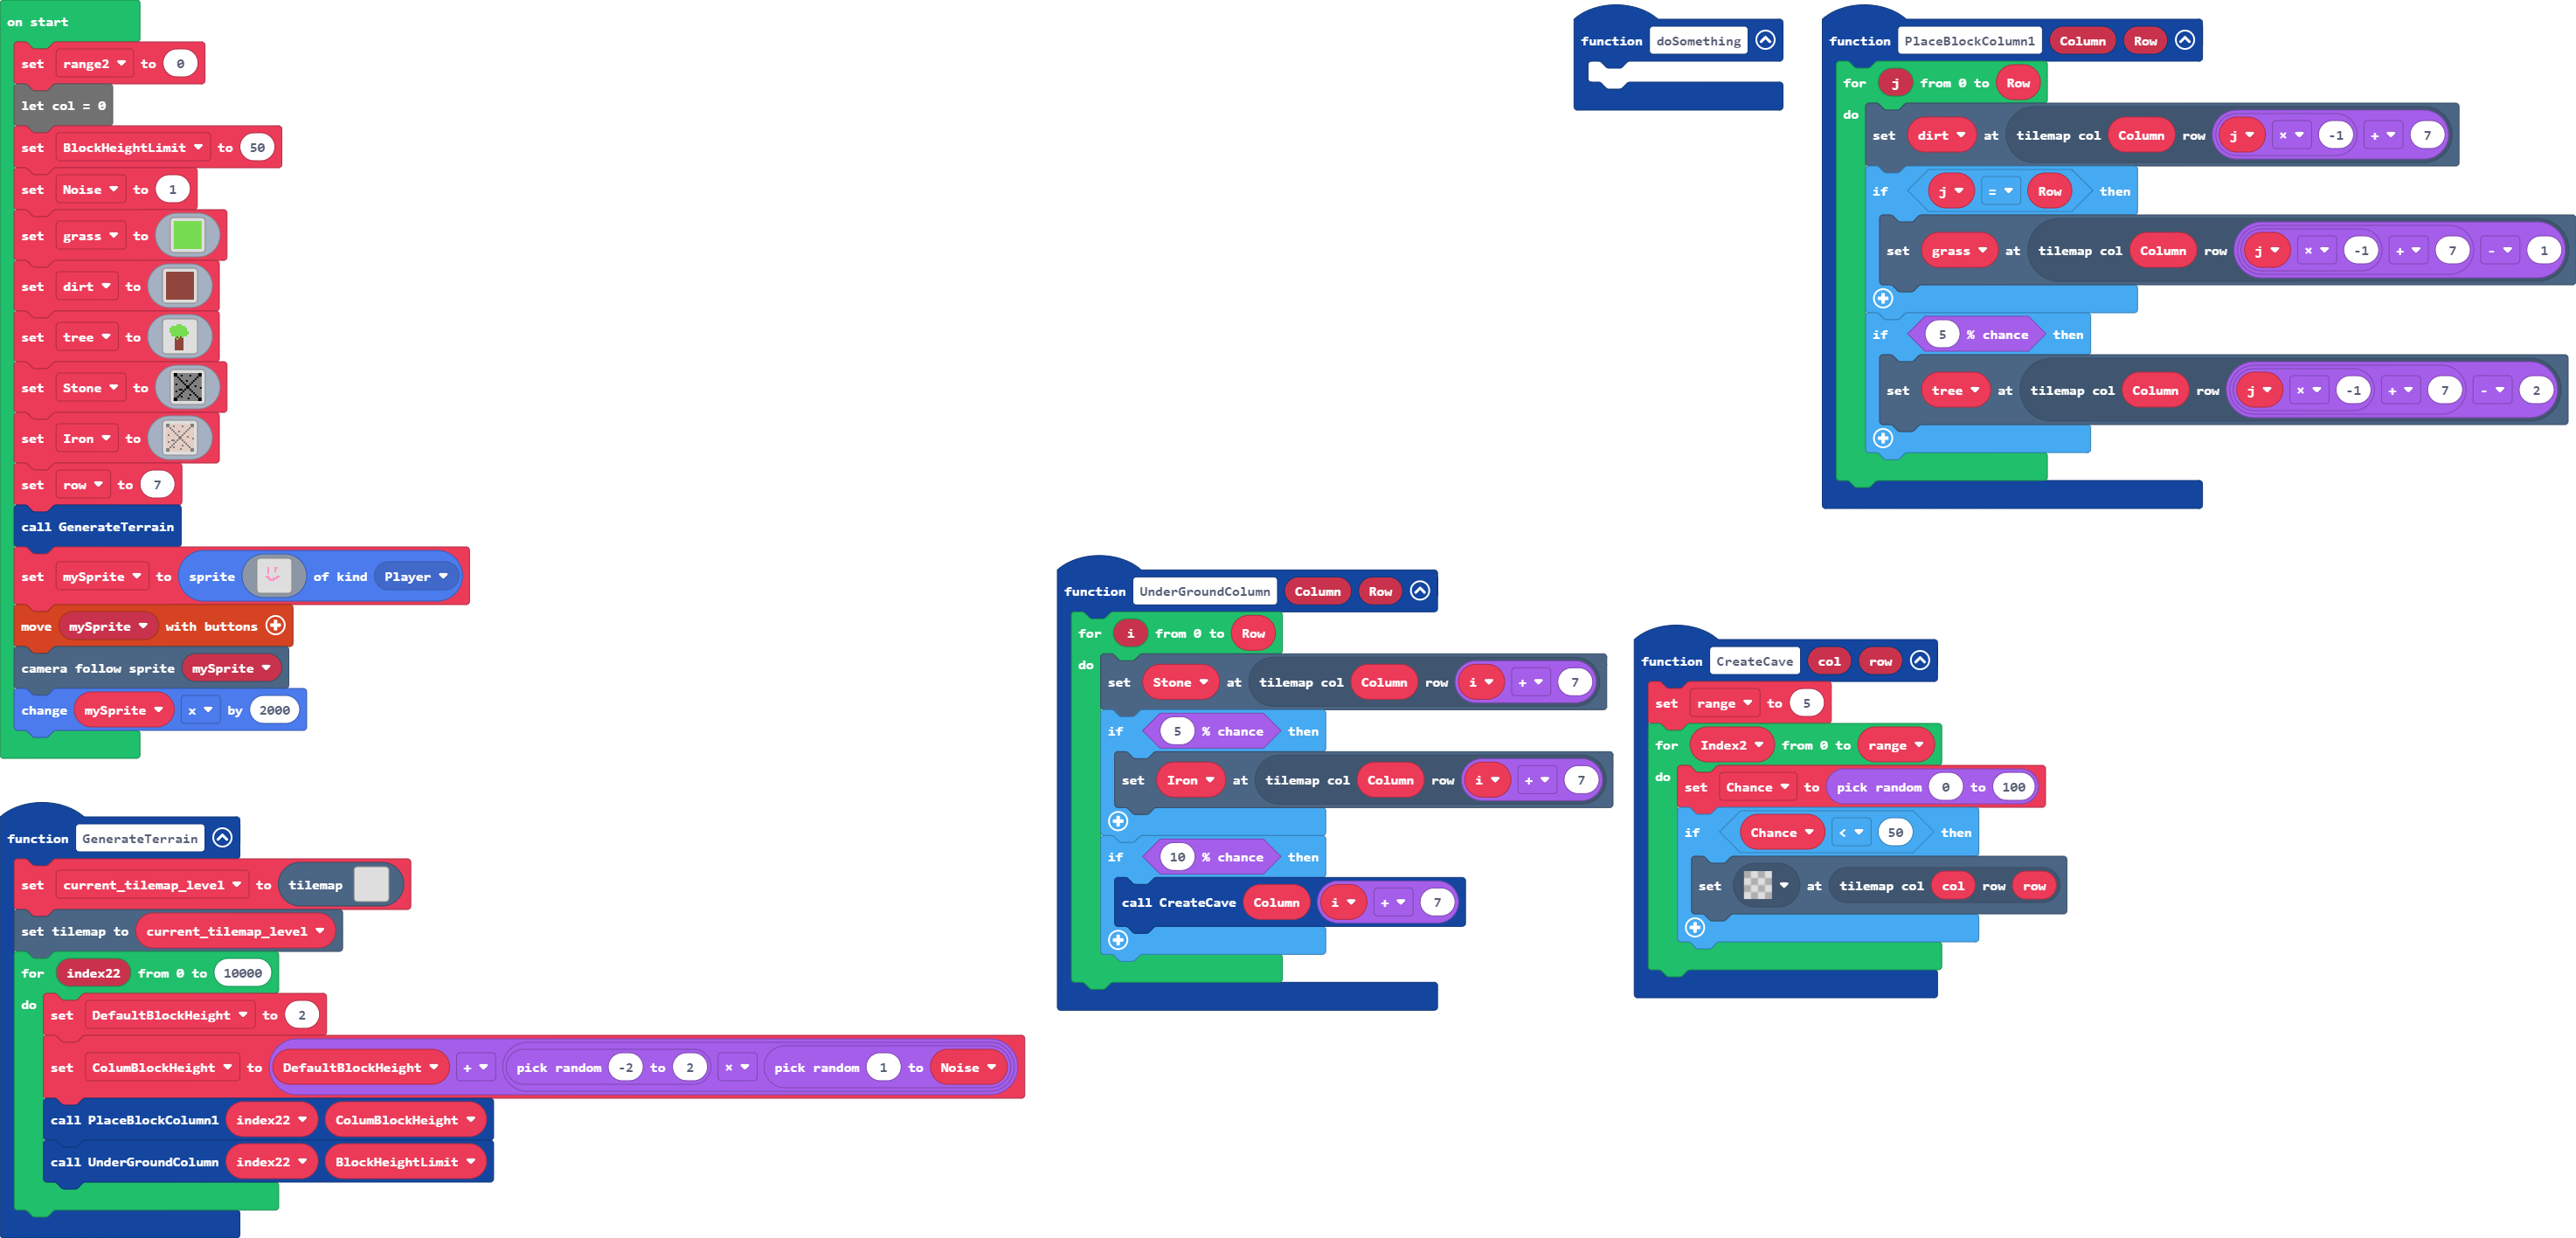 on start
set range2 to 0
let col = 0
set BlockHeightLimit to 50
set Noise to 1
set grass to
set dirt to
set tree to
set Stone to
set Iron to
set row to 7
call GenerateTerrain
set mySprite to sprite of kind Player
move mySprite with buttons
camera follow sprite mySprite
change mySprite x by 2000
function GenerateTerrain
set current_tilemap_level to tilemap
set tilemap to current_tilemap_level
for index22 from 0 to 10000
do
set DefaultBlockHeight to 2
set ColumBlockHeight to DefaultBlockHeight + pick random -2 to 2 × pick random 1 to Noise
call PlaceBlockColumn1 index22 ColumBlockHeight
call UnderGroundColumn index22 BlockHeightLimit
function doSomething
function PlaceBlockColumn1 Column Row
for j from 0 to Row
do
set dirt at tilemap col Column row j × -1 + 7
if j = Row then
set grass at tilemap col Column row j × -1 + 7 - 1
if 5 % chance then
set tree at tilemap col Column row j × -1 + 7 - 2
function UnderGroundColumn Column Row
for i from 0 to Row
do
set Stone at tilemap col Column row i + 7
if 5 % chance then
set Iron at tilemap col Column row i + 7
if 10 % chance then
call CreateCave Column i + 7
function CreateCave col row
set range to 5
for Index2 from 0 to range
do
set Chance to pick random 0 to 100
if Chance < 50 then
set at tilemap col col row row